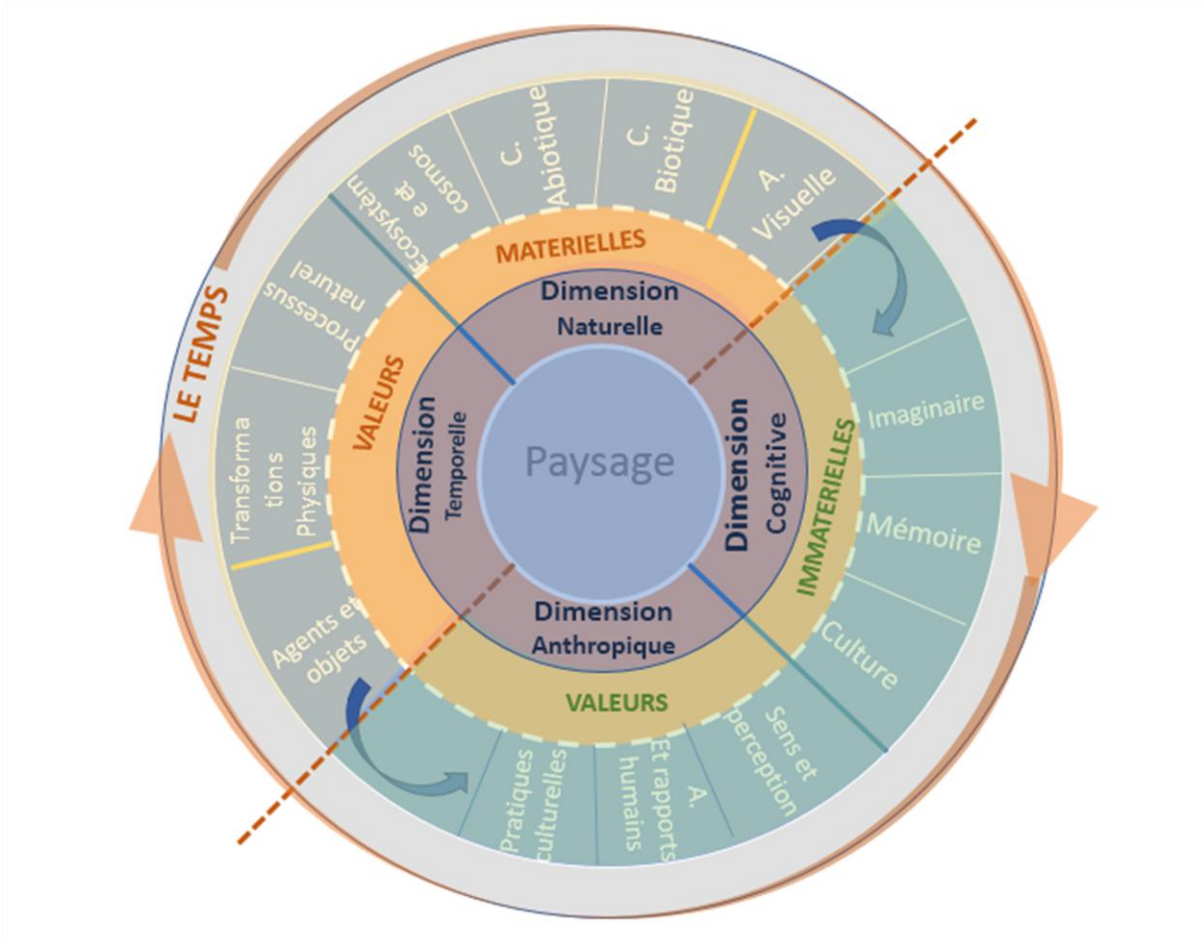 LE TEMPS
MATERIELLES
VALEURS
IMMATERIELLES
VALEURS
Dimension
Naturelle
Dimension
Cognitive
Dimension
Anthropique
Dimension
Temporelle
Paysage
Ecosystèm
e et
cosmos
C.
Abiotique
C.
Biotique
A.
Visuelle
Imaginaire
Mémoire
Culture
Sens et
perception
A.
Et rapports
humains
Pratiques
culturelles
Agents et
objets
Transforma
tions
Physiques
Processus
naturel